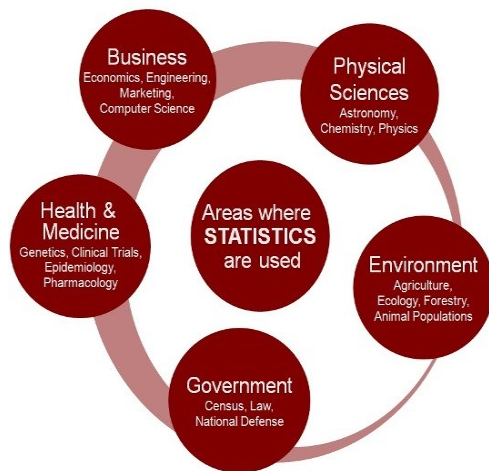 Business
Economics, Engineering,
Marketing,
Computer Science
Physical
Sciences
Astronomy,
Chemistry, Physics
Health &
Medicine
Genetics, Clinical Trials,
Epidemiology,
Pharmacology
Areas where
STATISTICS
are used
Environment
Agriculture,
Ecology, Forestry,
Animal Populations
Government
Census, Law,
National Defense